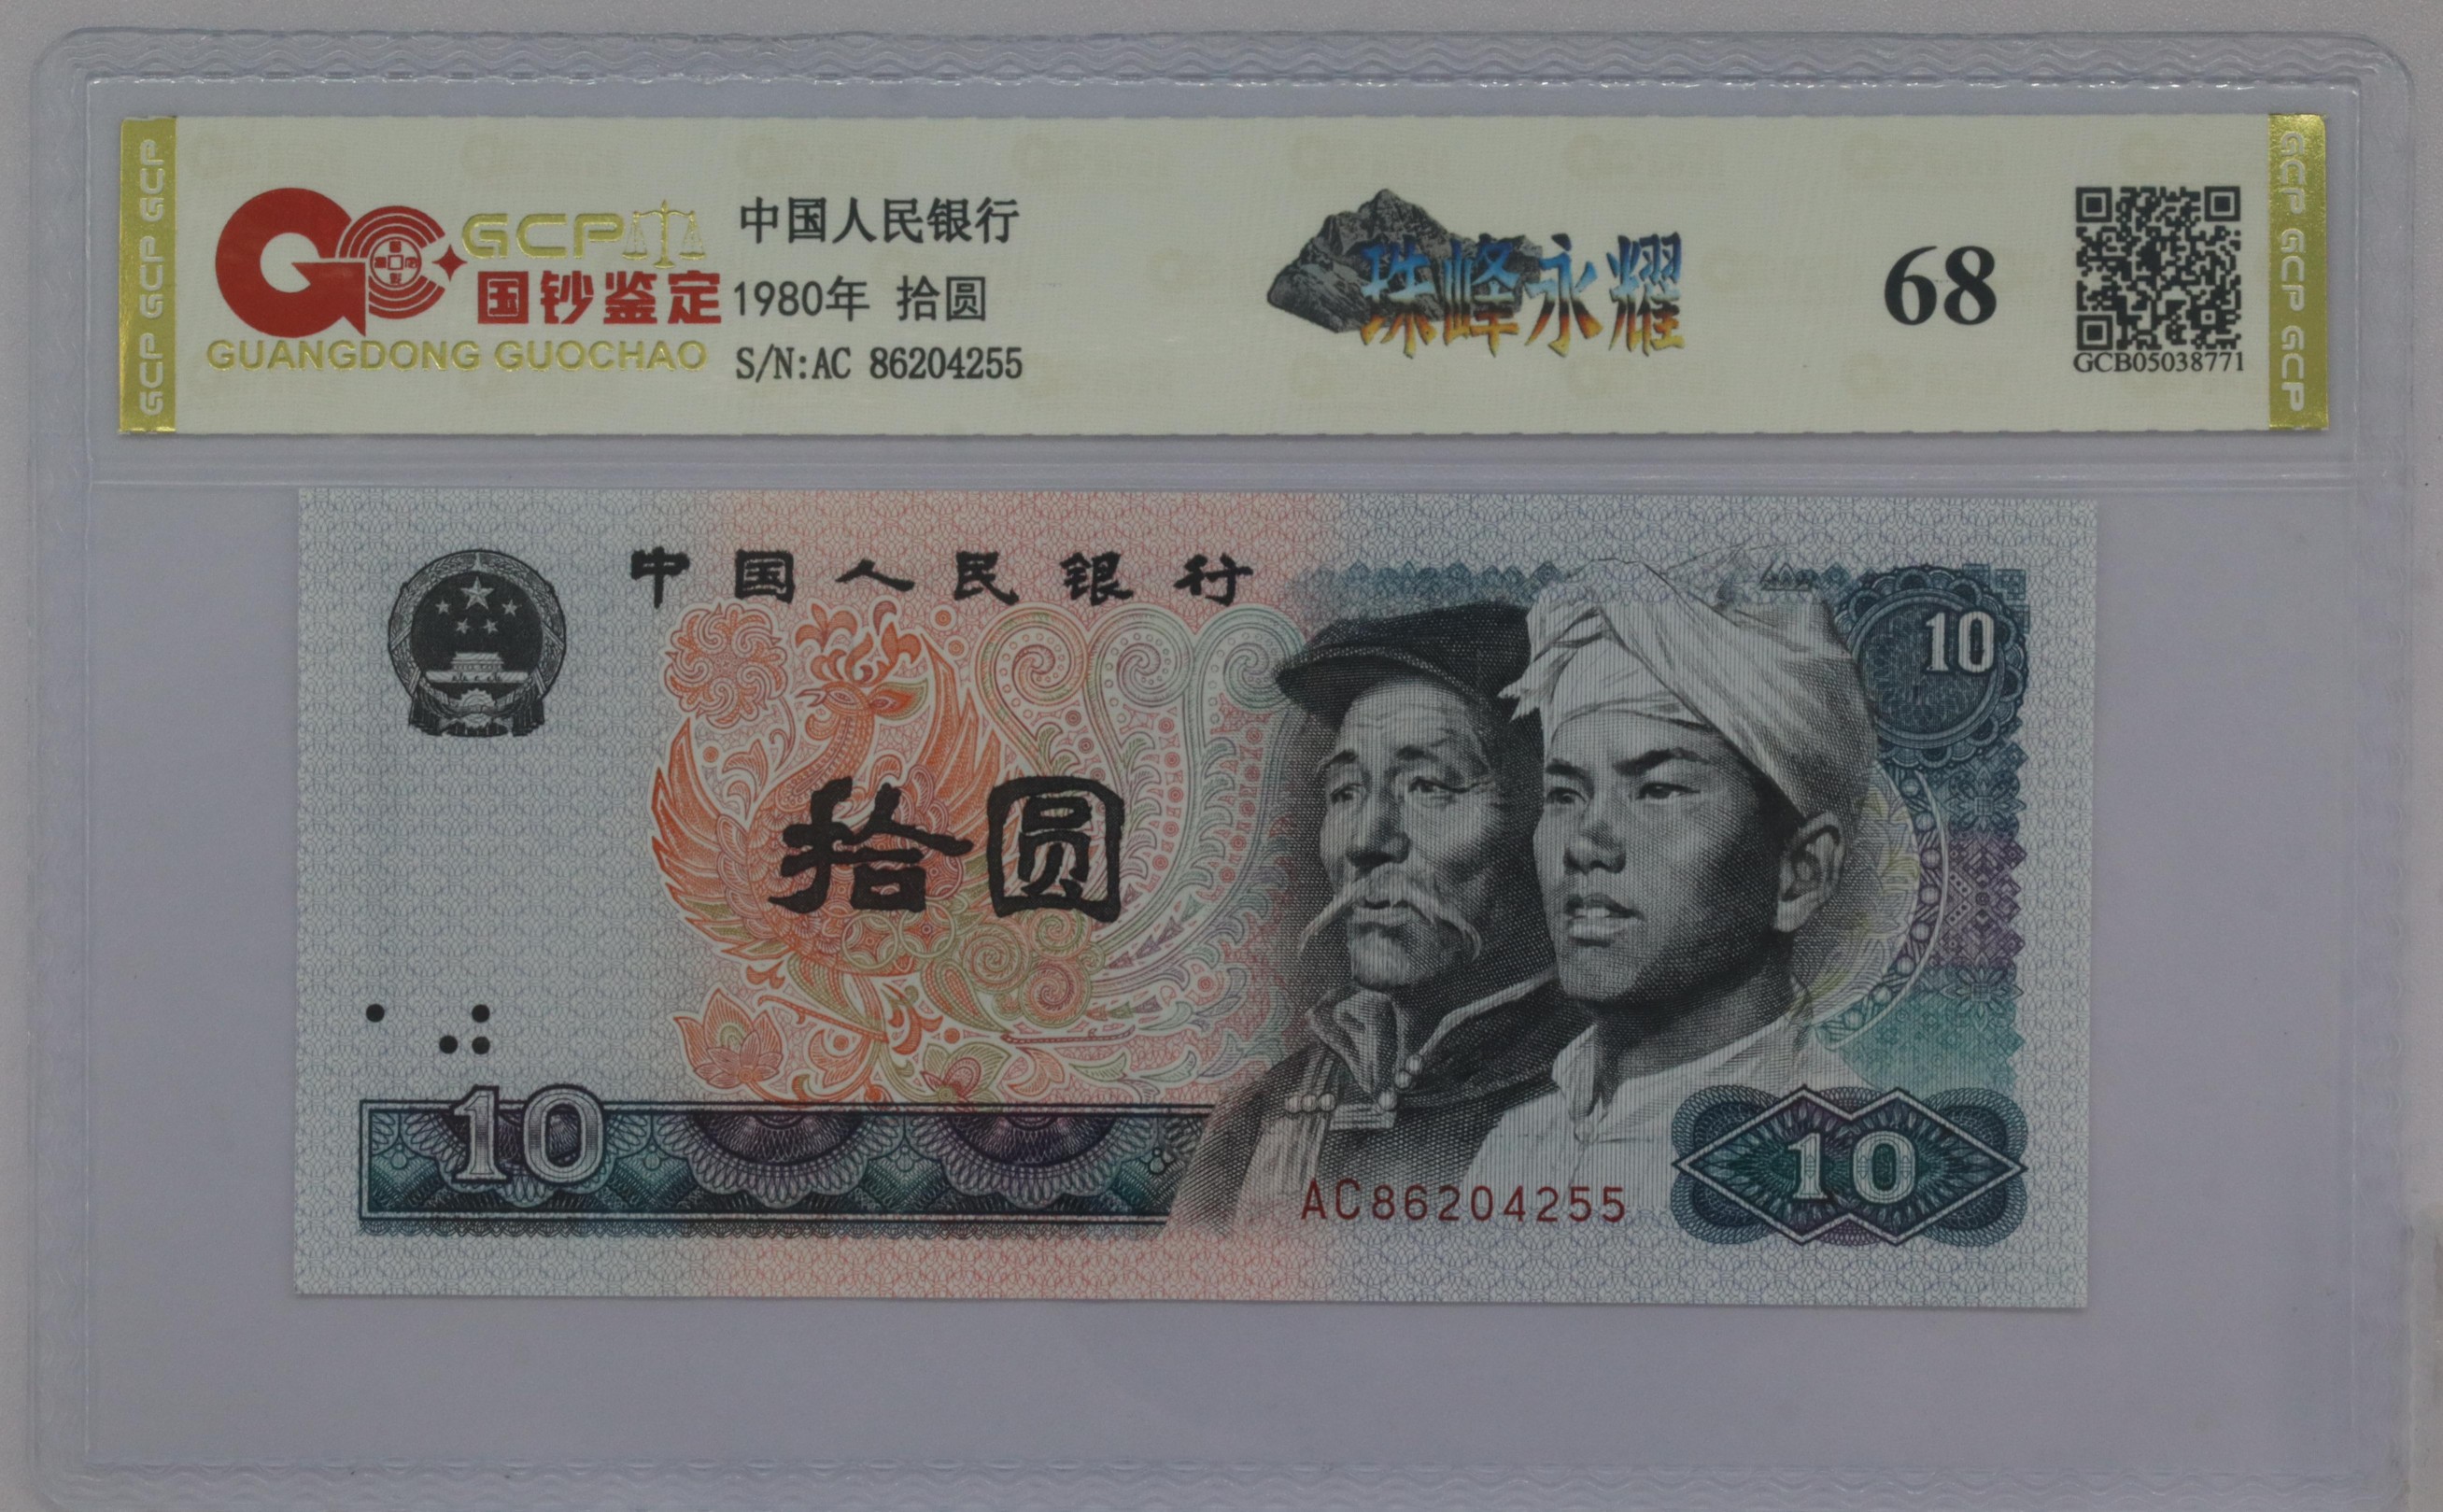 GCP GCP GCP
GCP
国钞鉴定
GUANGDONG GUOCHAO
中国人民银行
1980年 拾圆
S/N:AC 86204255
珠峰永耀
68
GCB05038771
GCP GCP GCP
中国人民银行
10
拾圆
10
AC86204255
10